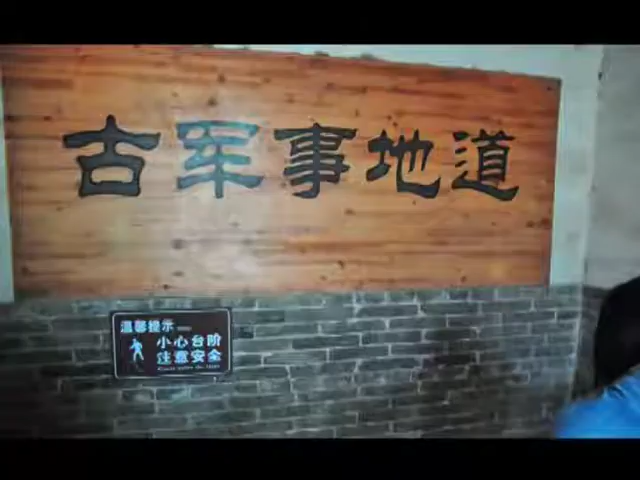 古军事地道
温馨提示
小心台阶
注意安全